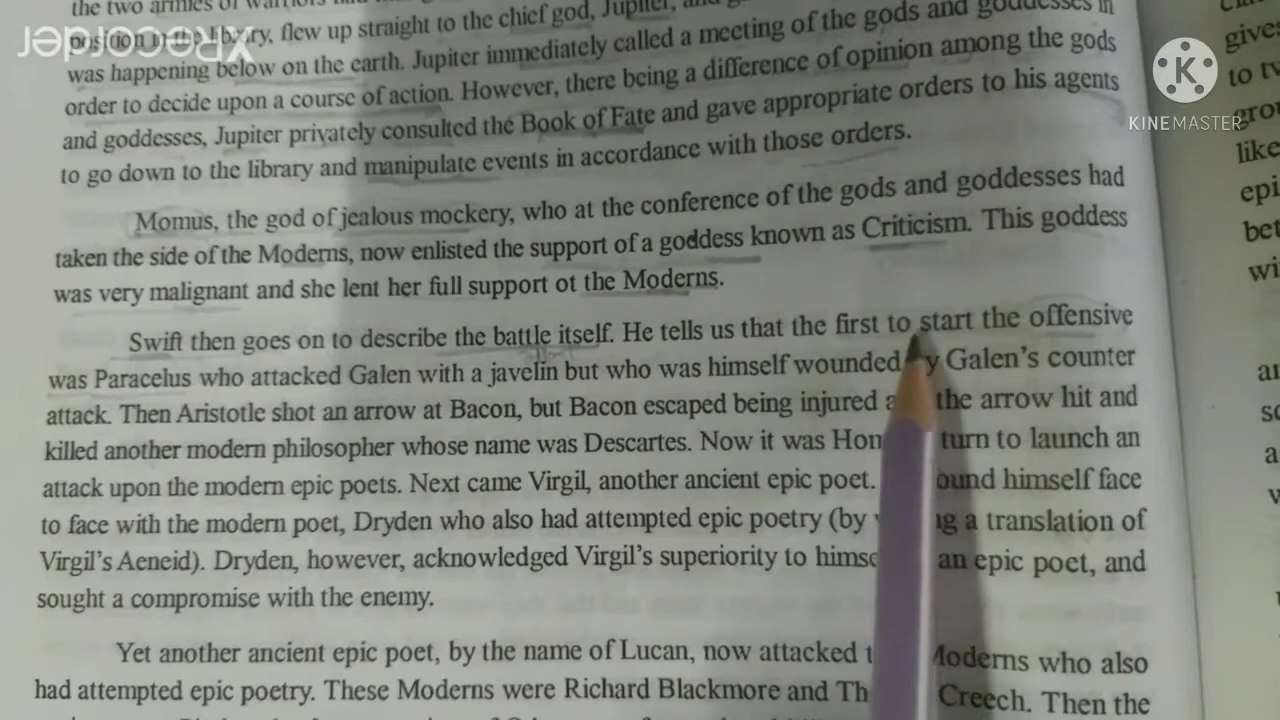 the two armies of warriors had
position in the library, flew up straight to the chief god, Jupiter, and
was happening below on the earth. Jupiter immediately called a meeting of the gods and goddesses in
order to decide upon a course of action. However, there being a difference of opinion among the gods
and goddesses, Jupiter privately consulted the Book of Fate and gave appropriate orders to his agents
to go down to the library and manipulate events in accordance with those orders.
Momus, the god of jealous mockery, who at the conference of the gods and goddesses had
taken the side of the Moderns, now enlisted the support of a goddess known as Criticism. This goddess
was very malignant and she lent her full support ot the Moderns.
Swift then goes on to describe the battle itself. He tells us that the first to start the offensive
was Paracelus who attacked Galen with a javelin but who was himself wounded Galen's counter
attack. Then Aristotle shot an arrow at Bacon, but Bacon escaped being injured the arrow hit and
killed another modern philosopher whose name was Descartes. Now it was turn to launch an
attack upon the modern epic poets. Next came Virgil, another ancient epic poet. himself face
to face with the modern poet, Dryden who also had attempted epic poetry (by a translation of
Virgil's Aeneid). Dryden, however, acknowledged Virgil's superiority to an epic poet, and
sought a compromise with the enemy.
Yet another ancient epic poet, by the name of Lucan, now attacked Moderns who also
had attempted epic poetry. These Moderns were Richard Blackmore and Creech. Then the
XRecorder
KINEMASTER
give
to
like